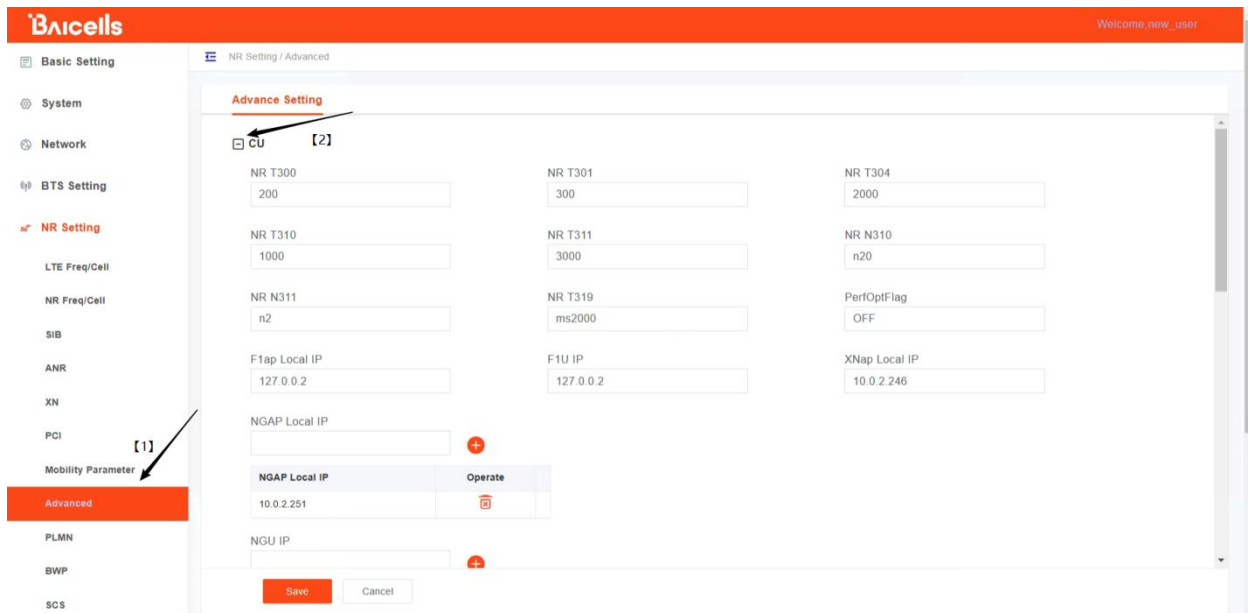 Baicells
Welcome,new_user
Basic Setting
System
Network
BTS Setting
NR Setting
LTE Freq/Cell
NR Freq/Cell
SIB
ANR
XN
PCI
【1】
Mobility Parameter
Advanced
PLMN
BWP
SCS
NR Setting / Advanced
Advance Setting
CU
【2】
NR T300
200
NR T301
300
NR T304
2000
NR T310
1000
NR T311
3000
NR N310
n20
NR N311
n2
NR T319
ms2000
PerfOptFlag
OFF
F1ap Local IP
127.0.0.2
F1U IP
127.0.0.2
XNap Local IP
10.0.2.246
NGAP Local IP
NGAP Local IP Operate
10.0.2.251
NGU IP
Save Cancel